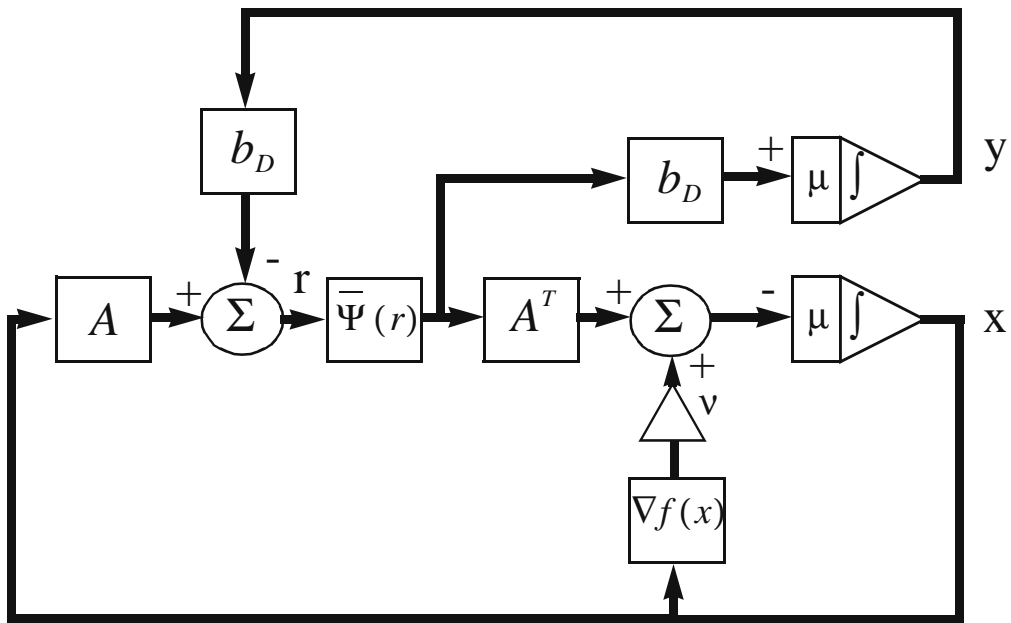 b_D
b_D
+
μ ∫
y
A
+
Σ
-
r
Ψ̅(r)
A^T
+
Σ
-
μ ∫
x
+
ν
∇f(x)